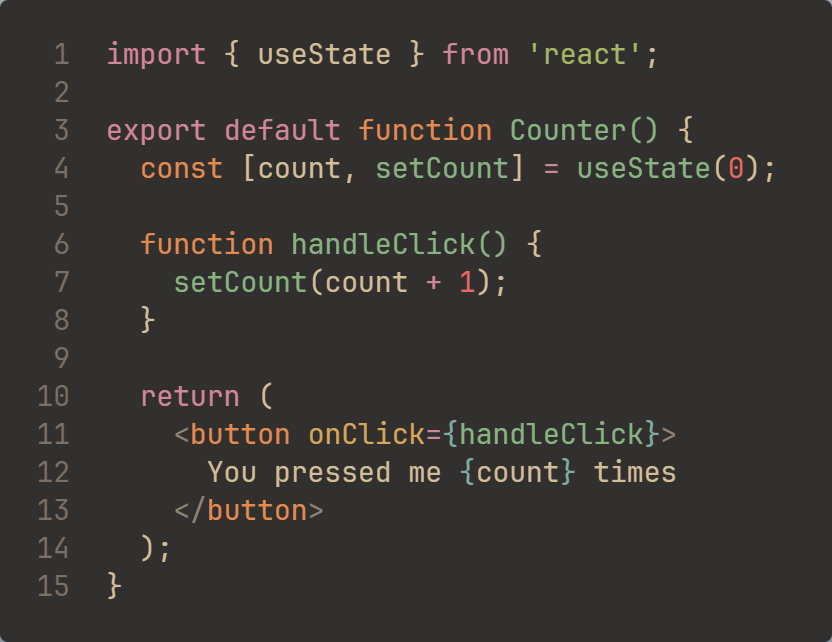 1 import { useState } from 'react';
2
3 export default function Counter() {
4   const [count, setCount] = useState(0);
5
6   function handleClick() {
7     setCount(count + 1);
8   }
9
10   return (
11     <button onClick={handleClick}>
12       You pressed me {count} times
13     </button>
14   );
15 }